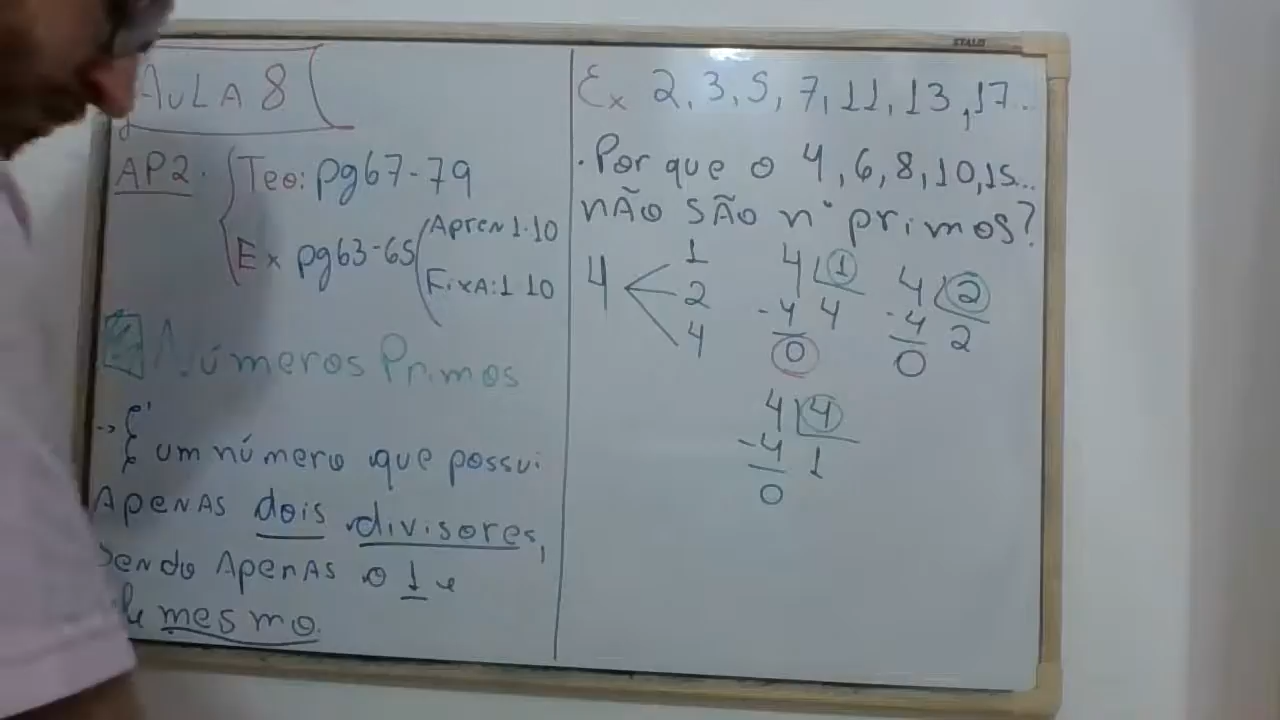 AULA 8
AP2. Teo: pg67-79
Ex pg63-65 Apren 1-10
FixA: 1 10
Números Primos
→ É um número que possui
Apenas dois divisores,
sendo Apenas o 1 e
ele mesmo.
STALO
Ex 2, 3, 5, 7, 11, 13, 17...
. Por que o 4, 6, 8, 10, 15...
não são n° primos?
4 1
2
4
4 1
-4 4
0
4 2
-4 2
0
4 4
-4 1
0